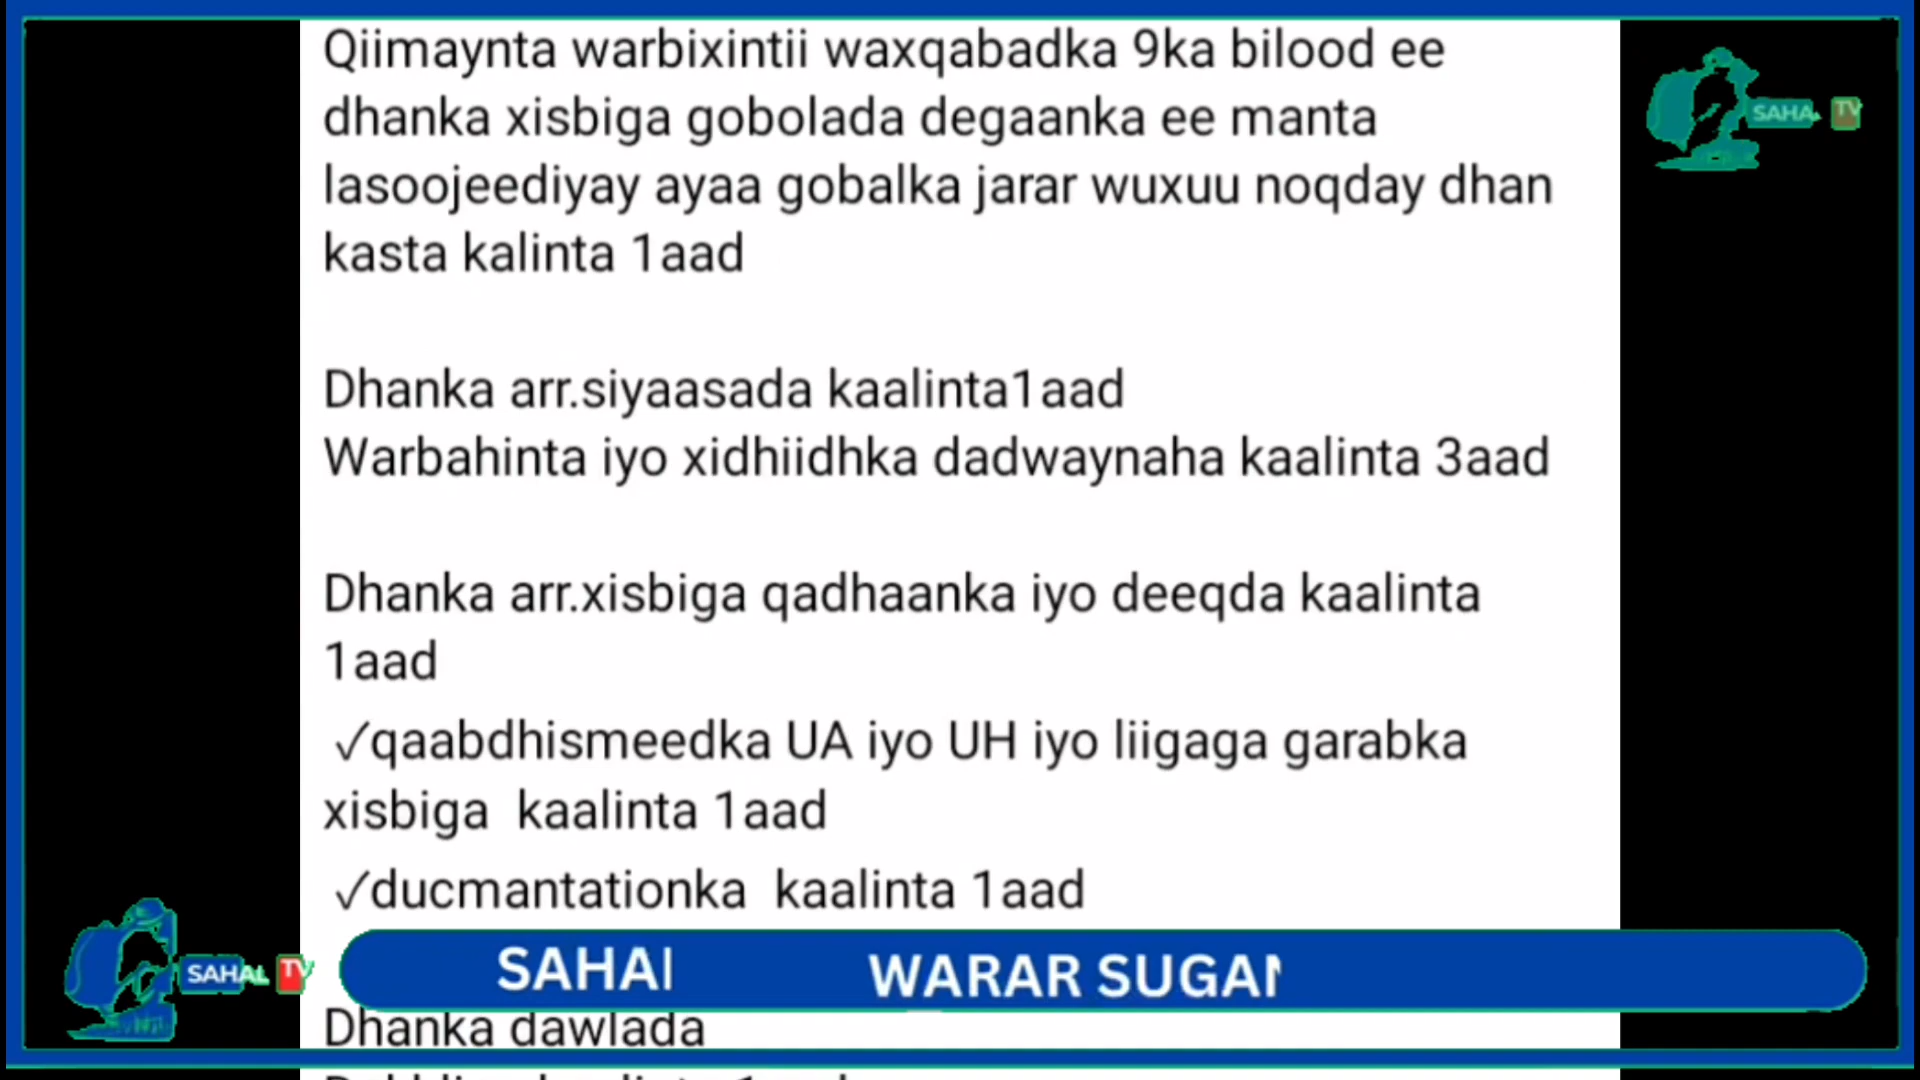 Qiimaynta warbixintii waxqabadka 9ka bilood ee
dhanka xisbiga gobolada degaanka ee manta
lasoojeediyay ayaa gobalka jarar wuxuu noqday dhan
kasta kalinta 1aad
SAHAL TV
Dhanka arr.siyaasada kaalinta1aad
Warbahinta iyo xidhiidhka dadwaynaha kaalinta 3aad
Dhanka arr.xisbiga qadhaanka iyo deeqda kaalinta
1aad
✓qaabdhismeedka UA iyo UH iyo liigaga garabka
xisbiga kaalinta 1aad
✓ducmantationka kaalinta 1aad
SAHAL TV
SAHAL WARAR SUGAN
Dhanka dawlada